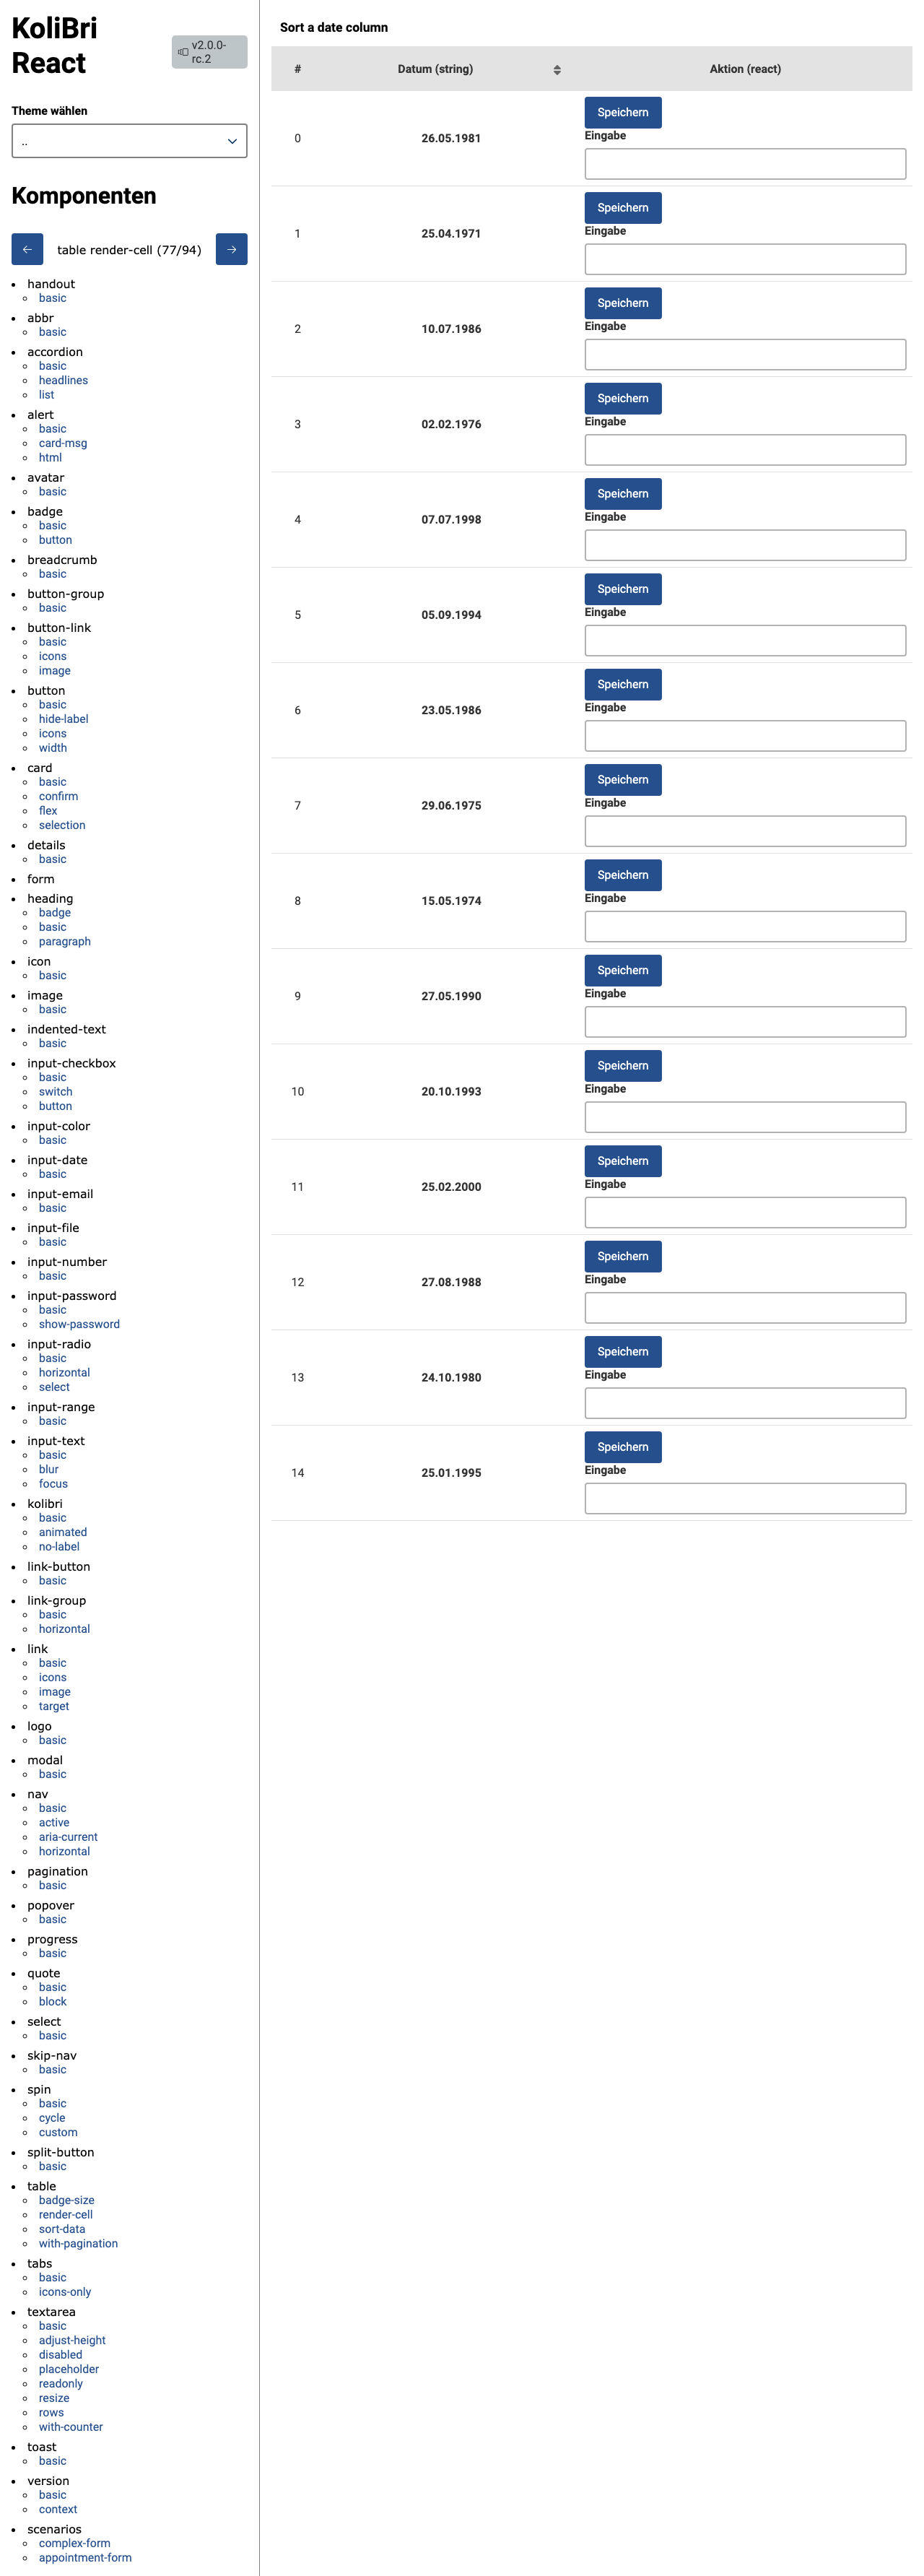 KoliBri
React
v2.0.0-
rc.2
Theme wählen
..
Komponenten
← table render-cell (77/94) →
handout
basic
abbr
basic
accordion
basic
headlines
list
alert
basic
card-msg
html
avatar
basic
badge
basic
button
breadcrumb
basic
button-group
basic
button-link
basic
icons
image
button
basic
hide-label
icons
width
card
basic
confirm
flex
selection
details
basic
form
heading
badge
basic
paragraph
icon
basic
image
basic
indented-text
basic
input-checkbox
basic
switch
button
input-color
basic
input-date
basic
input-email
basic
input-file
basic
input-number
basic
input-password
basic
show-password
input-radio
basic
horizontal
select
input-range
basic
input-text
basic
blur
focus
kolibri
basic
animated
no-label
link-button
basic
link-group
basic
horizontal
link
basic
icons
image
target
logo
basic
modal
basic
nav
basic
active
aria-current
horizontal
pagination
basic
popover
basic
progress
basic
quote
basic
block
select
basic
skip-nav
basic
spin
basic
cycle
custom
split-button
basic
table
badge-size
render-cell
sort-data
with-pagination
tabs
basic
icons-only
textarea
basic
adjust-height
disabled
placeholder
readonly
resize
rows
with-counter
toast
basic
version
basic
context
scenarios
complex-form
appointment-form
Sort a date column
# Datum (string) Aktion (react)
Speichern
Eingabe
0 26.05.1981
Speichern
Eingabe
1 25.04.1971
Speichern
Eingabe
2 10.07.1986
Speichern
Eingabe
3 02.02.1976
Speichern
Eingabe
4 07.07.1998
Speichern
Eingabe
5 05.09.1994
Speichern
Eingabe
6 23.05.1986
Speichern
Eingabe
7 29.06.1975
Speichern
Eingabe
8 15.05.1974
Speichern
Eingabe
9 27.05.1990
Speichern
Eingabe
10 20.10.1993
Speichern
Eingabe
11 25.02.2000
Speichern
Eingabe
12 27.08.1988
Speichern
Eingabe
13 24.10.1980
Speichern
Eingabe
14 25.01.1995